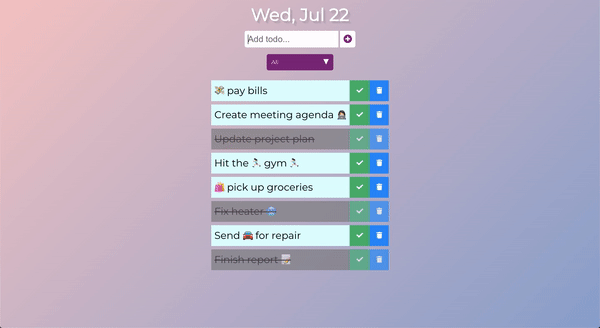 Wed, Jul 22
Add todo...
All
💸 pay bills
Create meeting agenda 👩🏽‍💼
Update project plan
Hit the 🏃🏻‍♀️ gym 🏃🏻‍♀️
🛍️ pick up groceries
Fix heater 🥶
Send 🚘 for repair
Finish report 📝